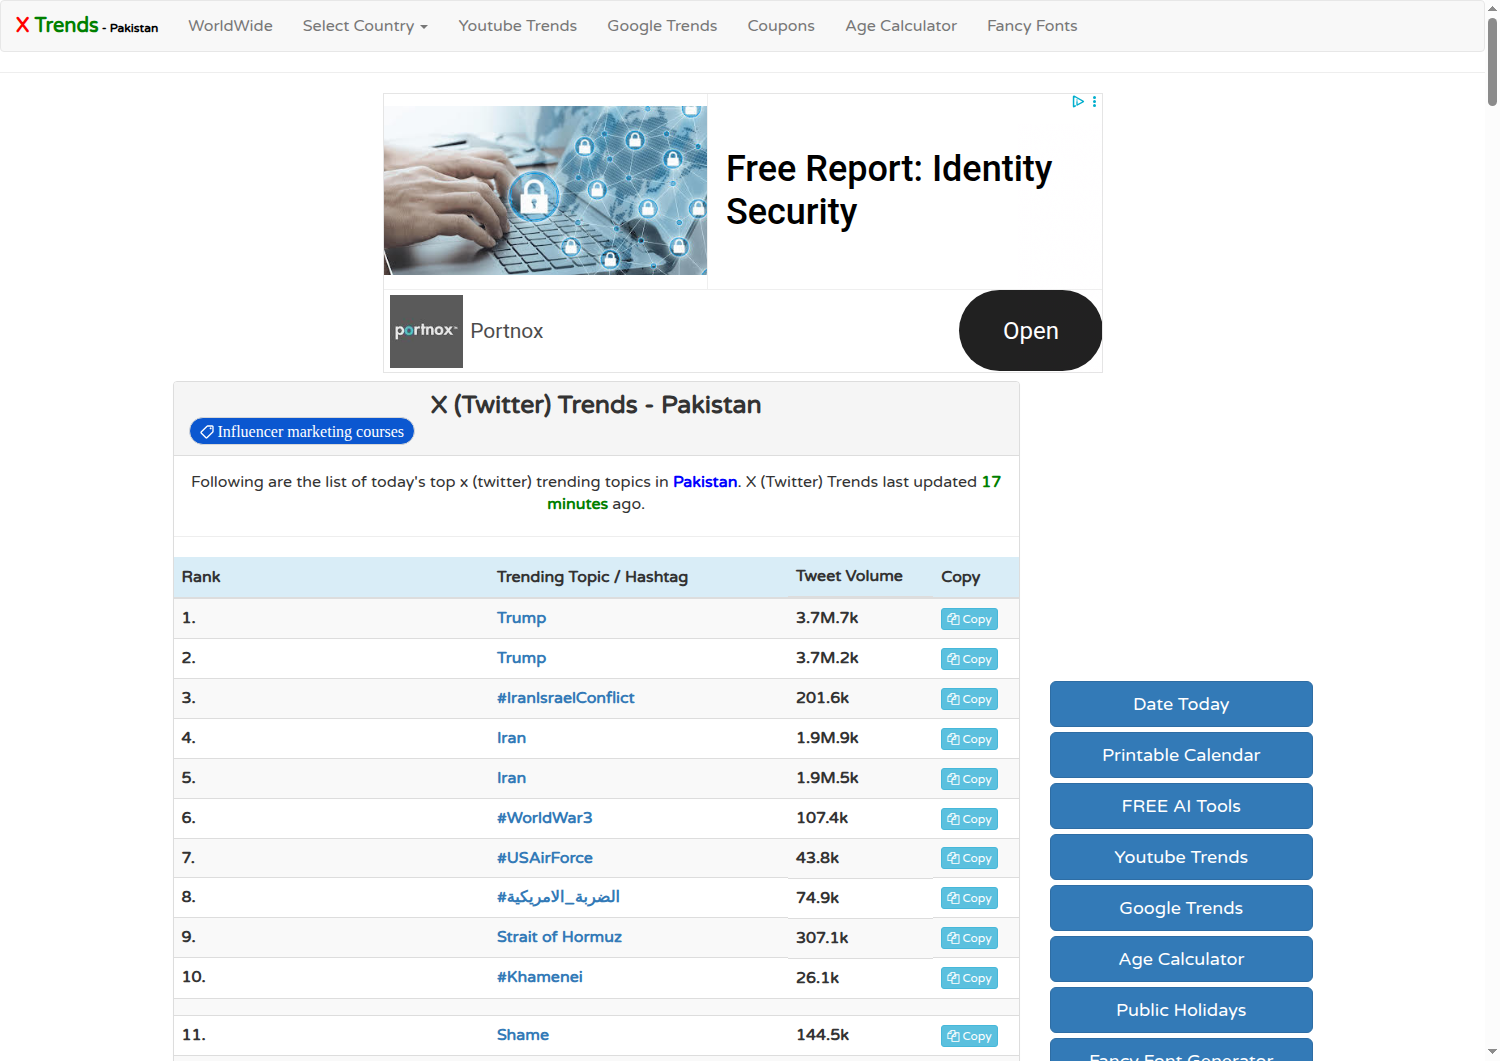 X Trends - Pakistan WorldWide Select Country Youtube Trends Google Trends Coupons Age Calculator Fancy Fonts
Free Report: Identity
Security
portnox Portnox Open
X (Twitter) Trends - Pakistan
Influencer marketing courses
Following are the list of today's top x (twitter) trending topics in Pakistan. X (Twitter) Trends last updated 17
minutes ago.
Rank Trending Topic / Hashtag Tweet Volume Copy
1. Trump 3.7M.7k Copy
2. Trump 3.7M.2k Copy
3. #IranIsraelConflict 201.6k Copy
4. Iran 1.9M.9k Copy
5. Iran 1.9M.5k Copy
6. #WorldWar3 107.4k Copy
7. #USAirForce 43.8k Copy
8. #الضربة_الامريكية 74.9k Copy
9. Strait of Hormuz 307.1k Copy
10. #Khamenei 26.1k Copy
11. Shame 144.5k Copy
Date Today
Printable Calendar
FREE AI Tools
Youtube Trends
Google Trends
Age Calculator
Public Holidays
Fancy Font Generator